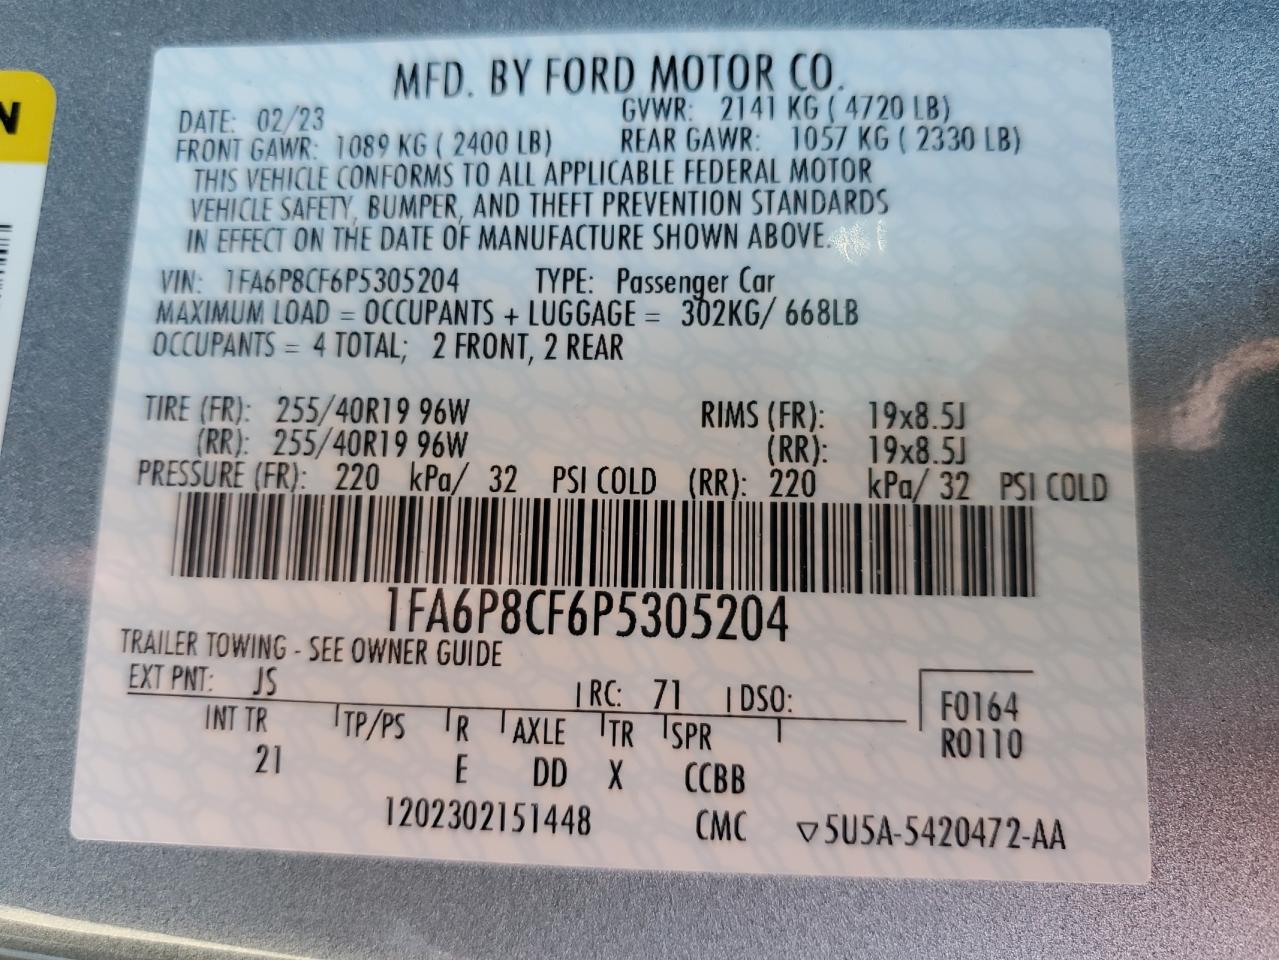 N
MFD. BY FORD MOTOR CO.
DATE: 02/23 GVWR: 2141 KG ( 4720 LB)
FRONT GAWR: 1089 KG ( 2400 LB) REAR GAWR: 1057 KG ( 2330 LB)
THIS VEHICLE CONFORMS TO ALL APPLICABLE FEDERAL MOTOR
VEHICLE SAFETY, BUMPER, AND THEFT PREVENTION STANDARDS
IN EFFECT ON THE DATE OF MANUFACTURE SHOWN ABOVE.
VIN: 1FA6P8CF6P5305204 TYPE: Passenger Car
MAXIMUM LOAD = OCCUPANTS + LUGGAGE = 302KG/ 668LB
OCCUPANTS = 4 TOTAL; 2 FRONT, 2 REAR
TIRE (FR): 255/40R19 96W RIMS (FR): 19x8.5J
(RR): 255/40R19 96W (RR): 19x8.5J
PRESSURE (FR): 220 kPa/ 32 PSI COLD (RR): 220 kPa/ 32 PSI COLD
1FA6P8CF6P5305204
TRAILER TOWING - SEE OWNER GUIDE
EXT PNT: JS RC: 71 DSO: F0164
INT TR TP/PS R AXLE TR SPR R0110
21 E DD X CCBB
1202302151448 CMC ▽5U5A-5420472-AA